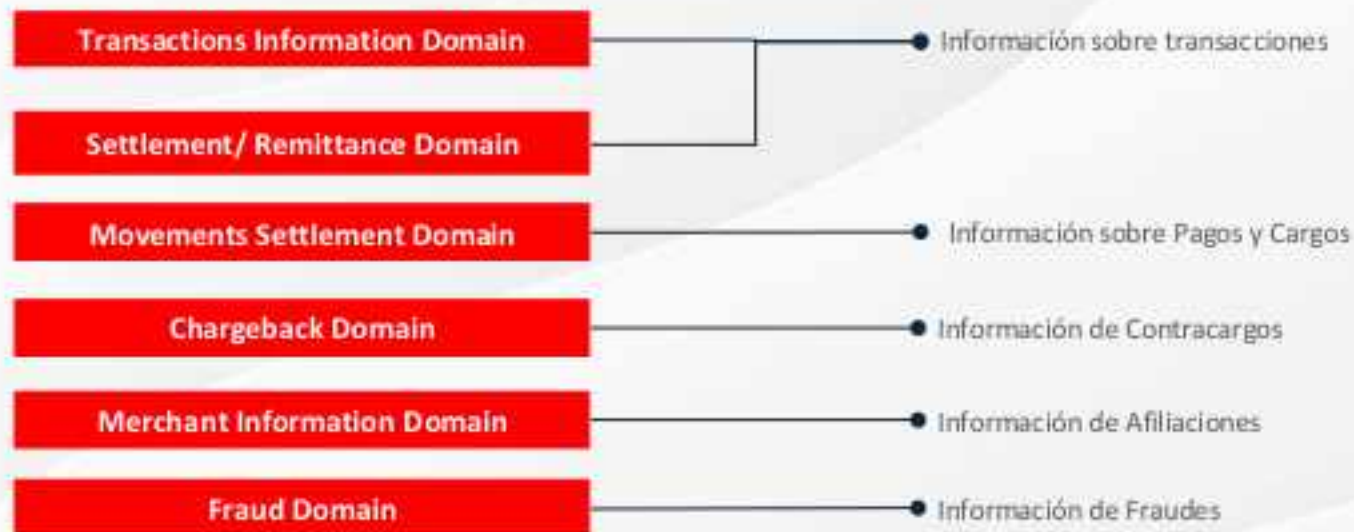 Transactions Information Domain
Información sobre transacciones
Settlement/ Remittance Domain
Movements Settlement Domain
Información sobre Pagos y Cargos
Chargeback Domain
Información de Contracargos
Merchant Information Domain
Información de Afiliaciones
Fraud Domain
Información de Fraudes